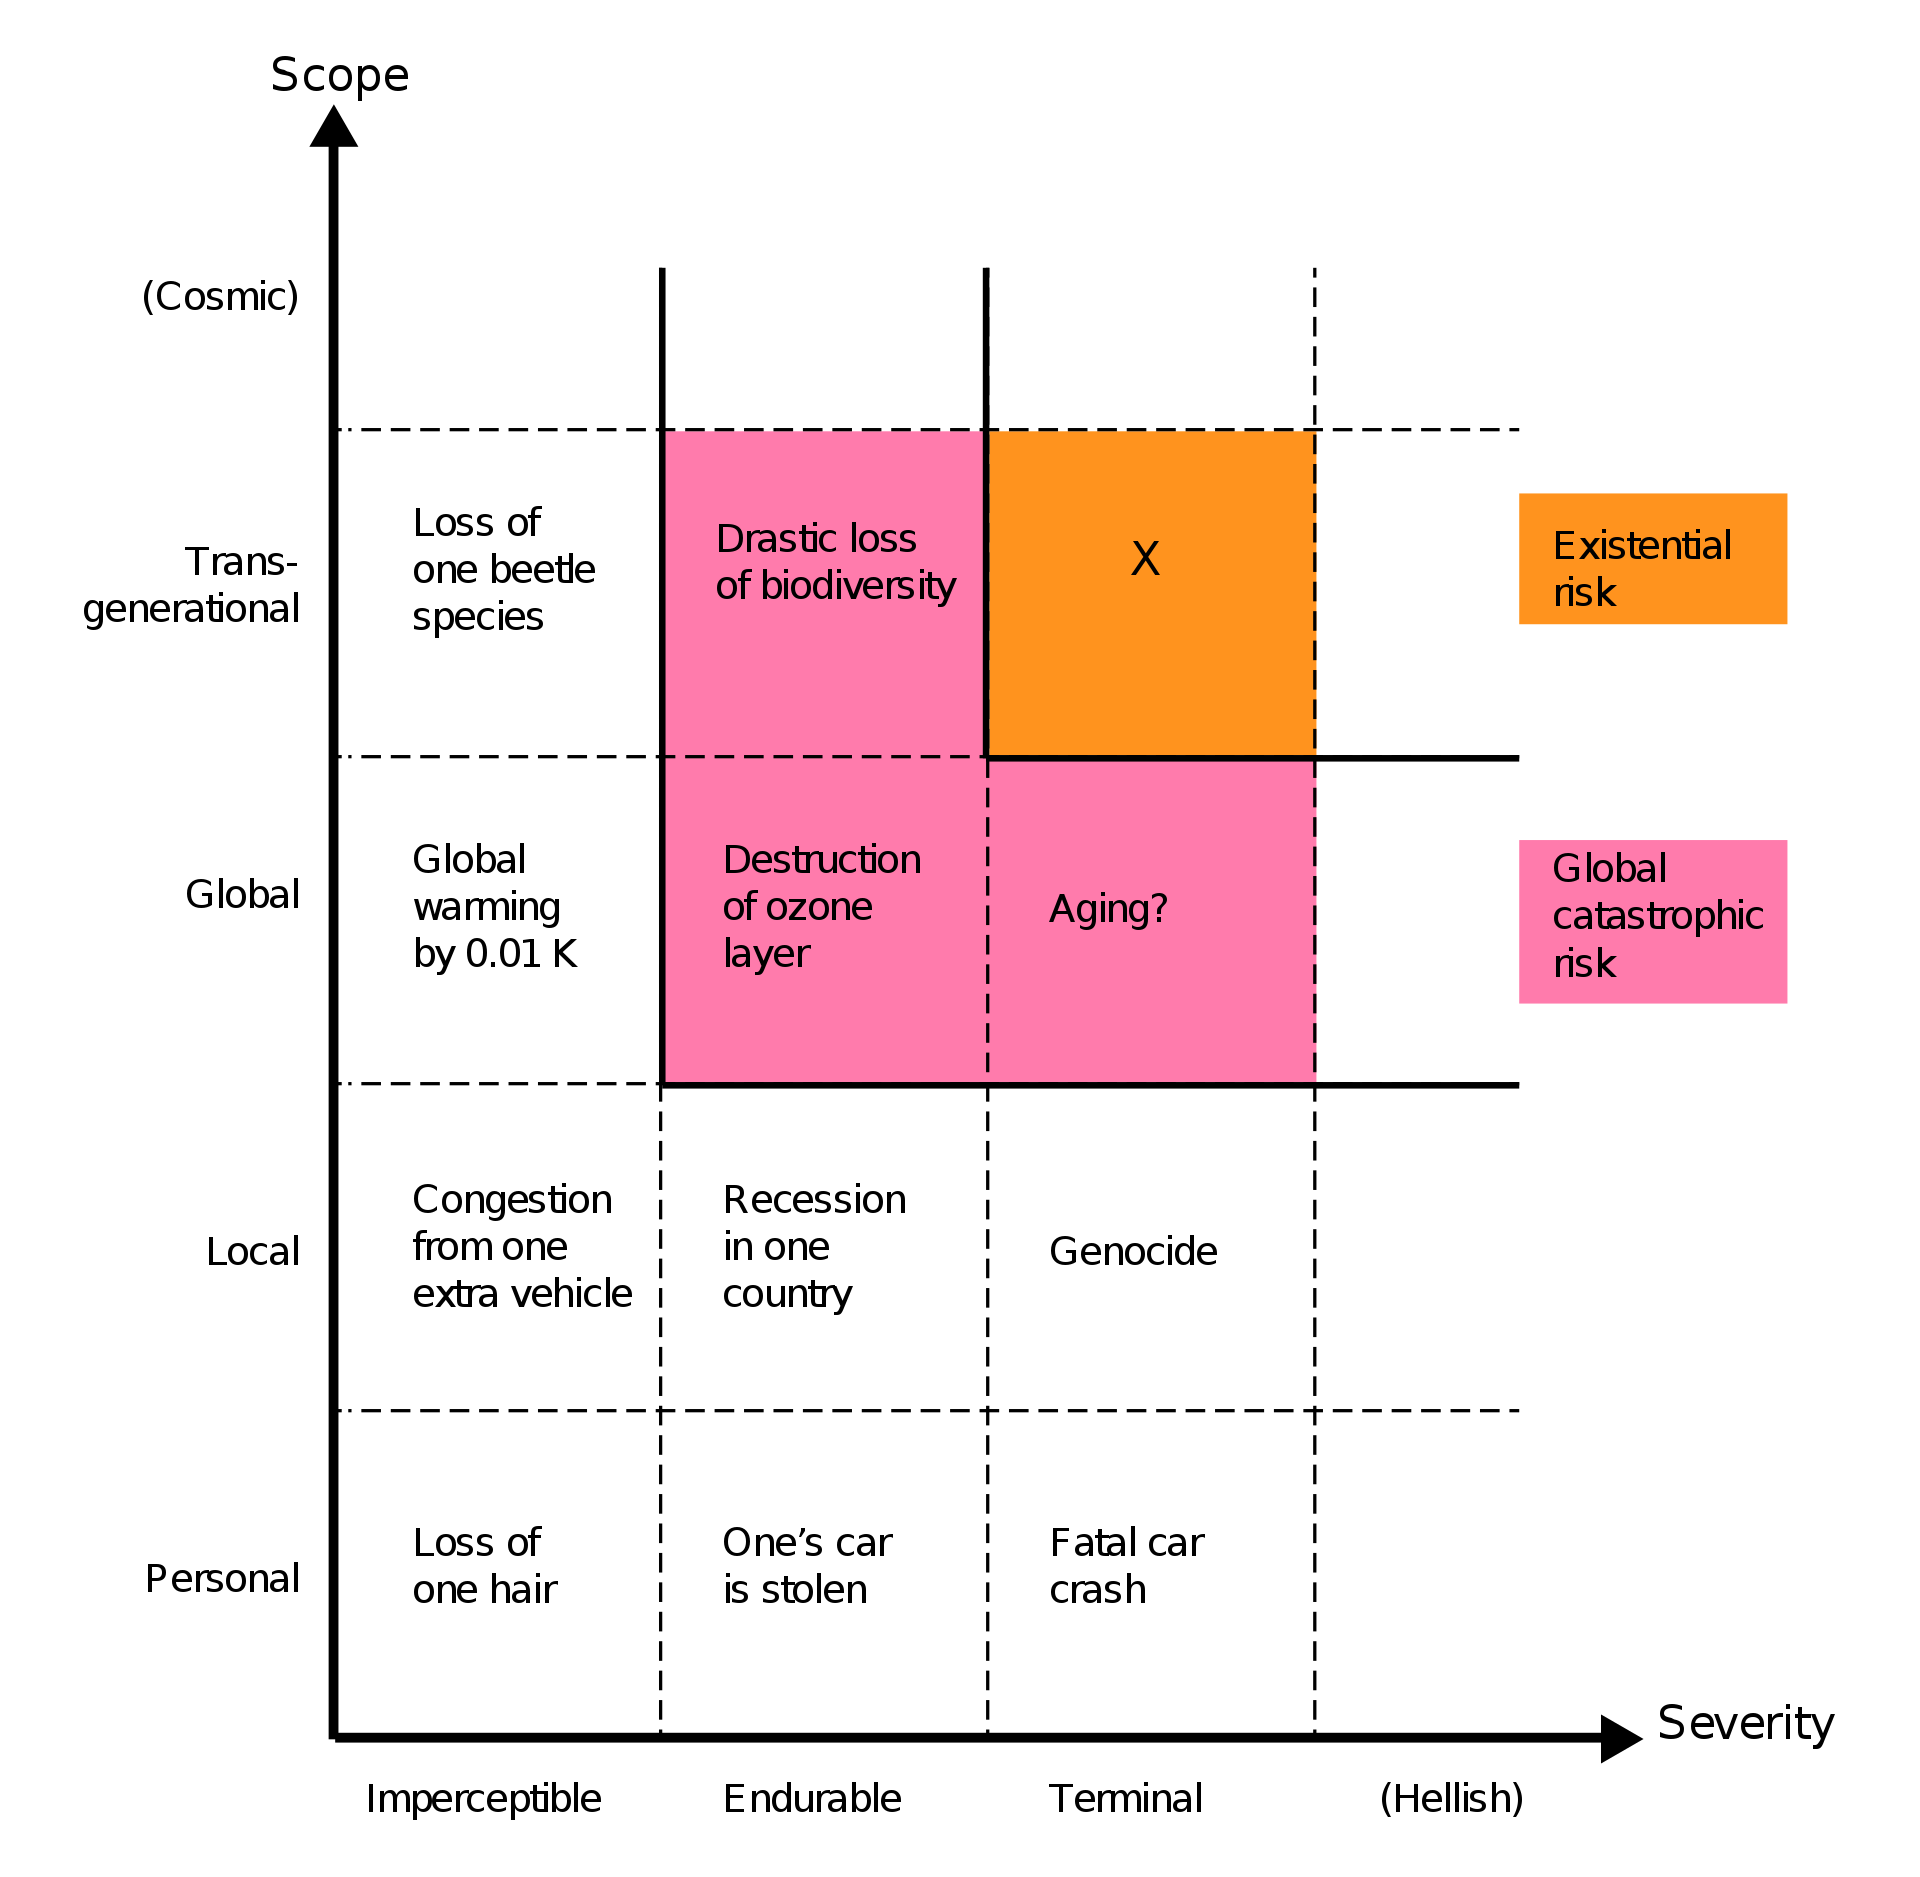 Scope
(Cosmic)
Trans-
generational
Loss of
one beetle
species
Drastic loss
of biodiversity
X
Existential
risk
Global
Global
warming
by 0.01 K
Destruction
of ozone
layer
Aging?
Global
catastrophic
risk
Local
Congestion
from one
extra vehicle
Recession
in one
country
Genocide
Personal
Loss of
one hair
One’s car
is stolen
Fatal car
crash
Severity
Imperceptible
Endurable
Terminal
(Hellish)